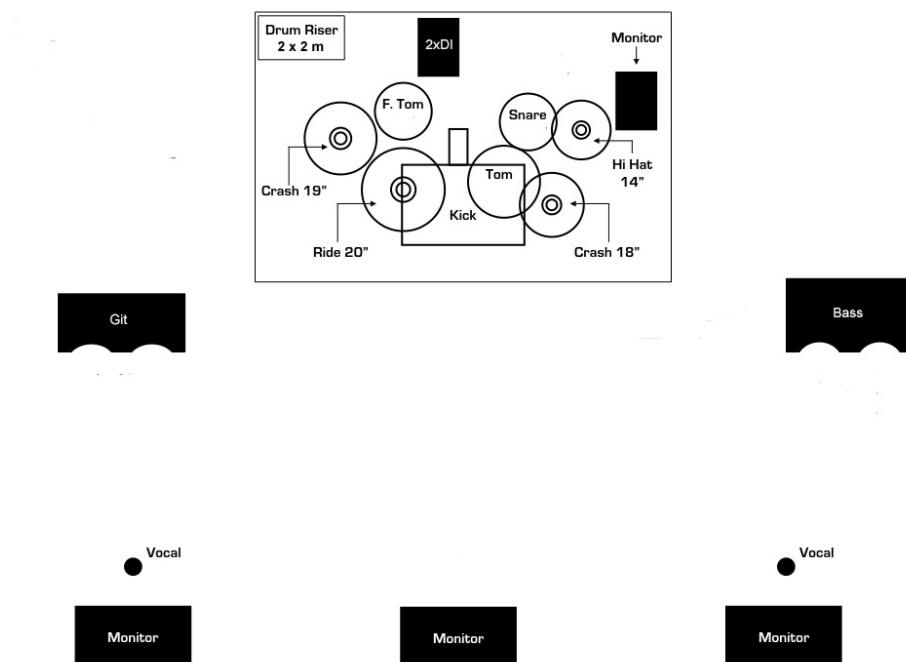 Drum Riser
2 x 2 m
2xDI
Monitor
F. Tom
Snare
Hi Hat
14”
Crash 19”
Tom
Kick
Ride 20”
Crash 18”
Git
Bass
Vocal
Vocal
Monitor
Monitor
Monitor